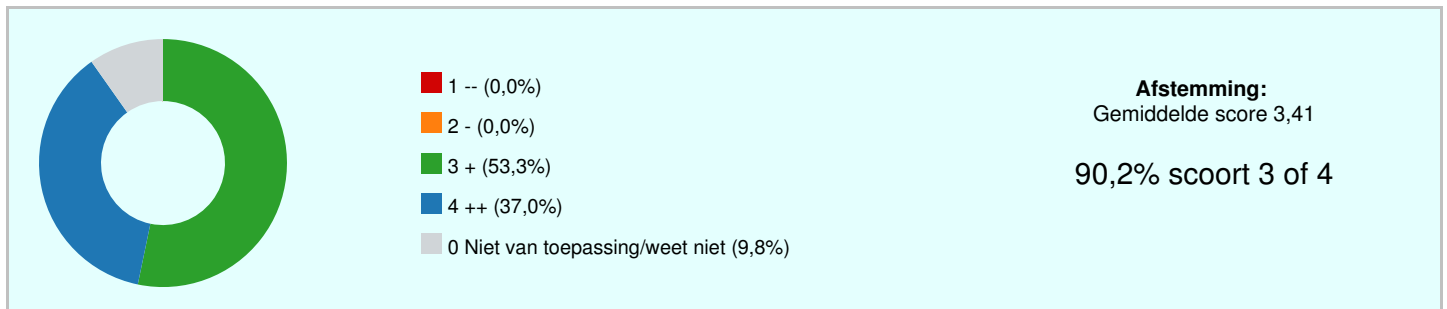 1 -- (0,0%)
2 - (0,0%)
3 + (53,3%)
4 ++ (37,0%)
0 Niet van toepassing/weet niet (9,8%)
Afstemming:
Gemiddelde score 3,41
90,2% scoort 3 of 4